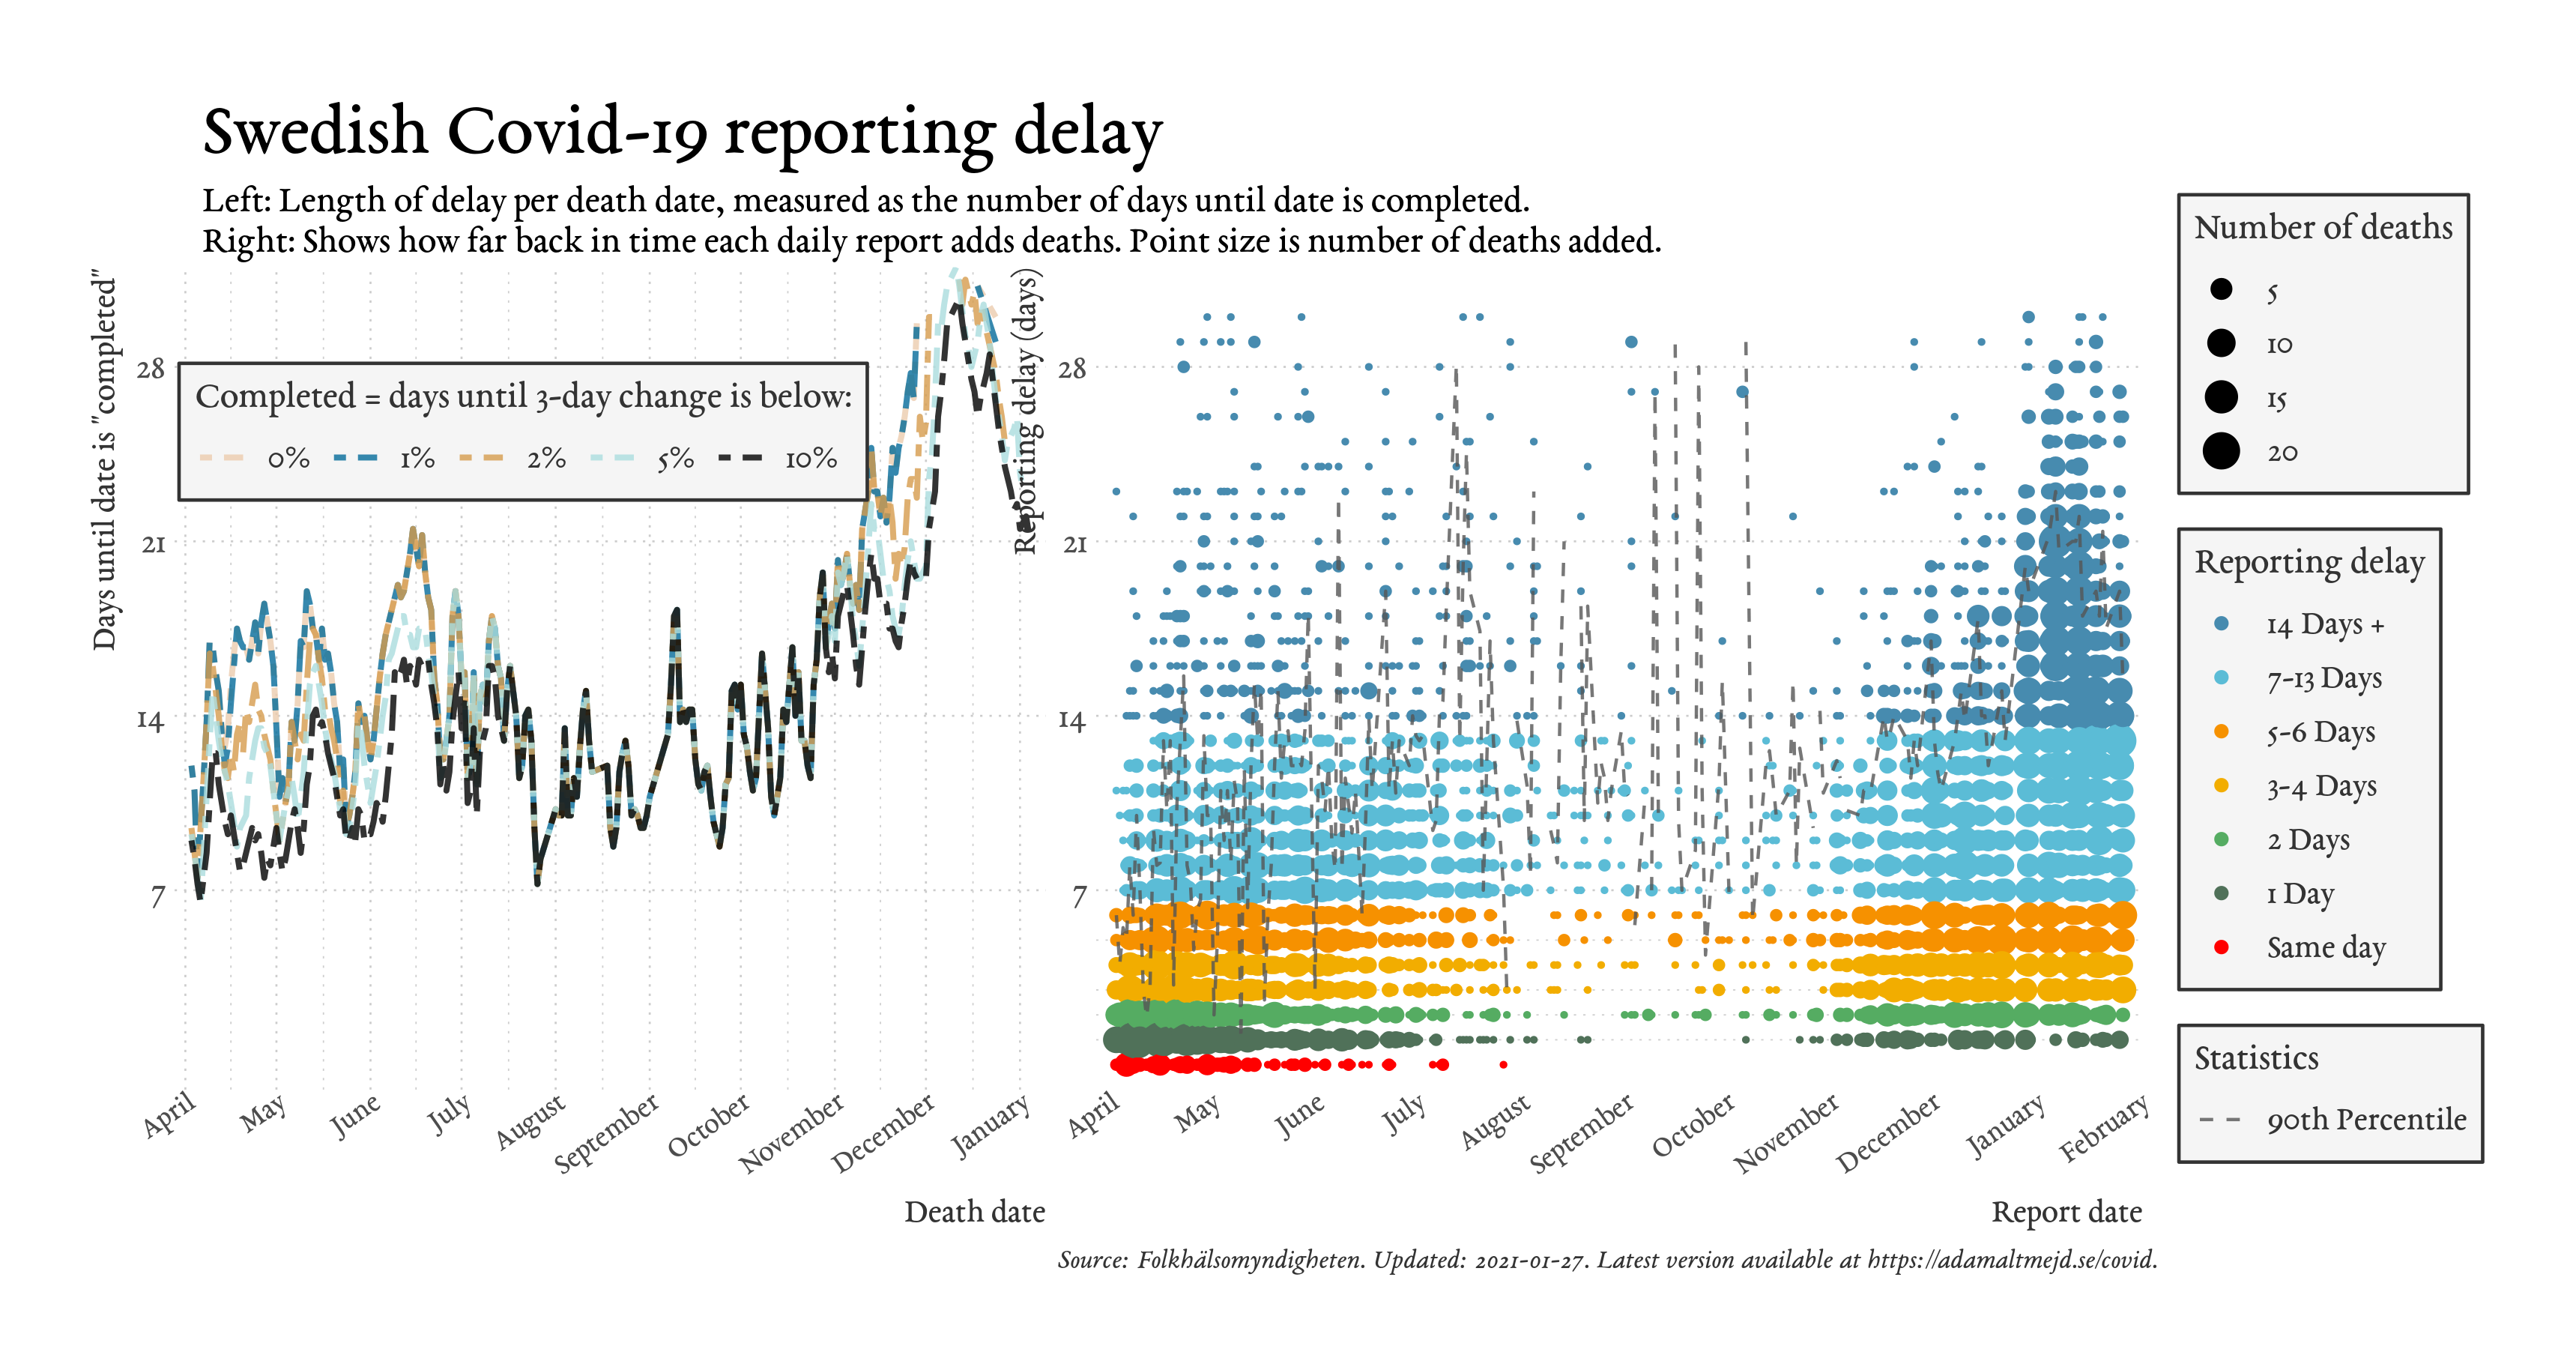 Swedish Covid-19 reporting delay
Left: Length of delay per death date, measured as the number of days until date is completed.
Right: Shows how far back in time each daily report adds deaths. Point size is number of deaths added.
Days until date is "completed"
28
21
14
7
Completed = days until 3-day change is below:
0% 1% 2% 5% 10%
April May June July August September October November December January
Death date
Reporting delay (days)
28
21
14
7
April May June July August September October November December January February
Report date
Number of deaths
5
10
15
20
Reporting delay
14 Days +
7-13 Days
5-6 Days
3-4 Days
2 Days
1 Day
Same day
Statistics
90th Percentile
Source: Folkhälsomyndigheten. Updated: 2021-01-27. Latest version available at https://adamaltmejd.se/covid.